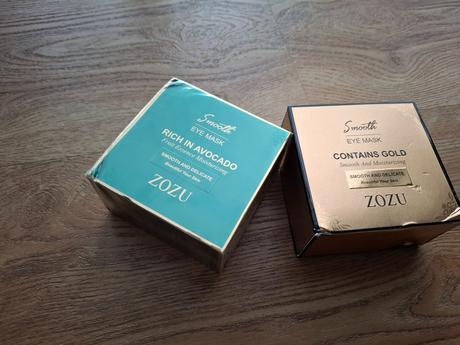 Smooth
EYE MASK
RICH IN AVOCADO
Fruit Essence Moisturizing
SMOOTH AND DELICATE
Beautiful Your Skin
ZOZU
Smooth
EYE MASK
CONTAINS GOLD
Smooth And Moisturizing
SMOOTH AND DELICATE
Beautiful Your Skin
ZOZU